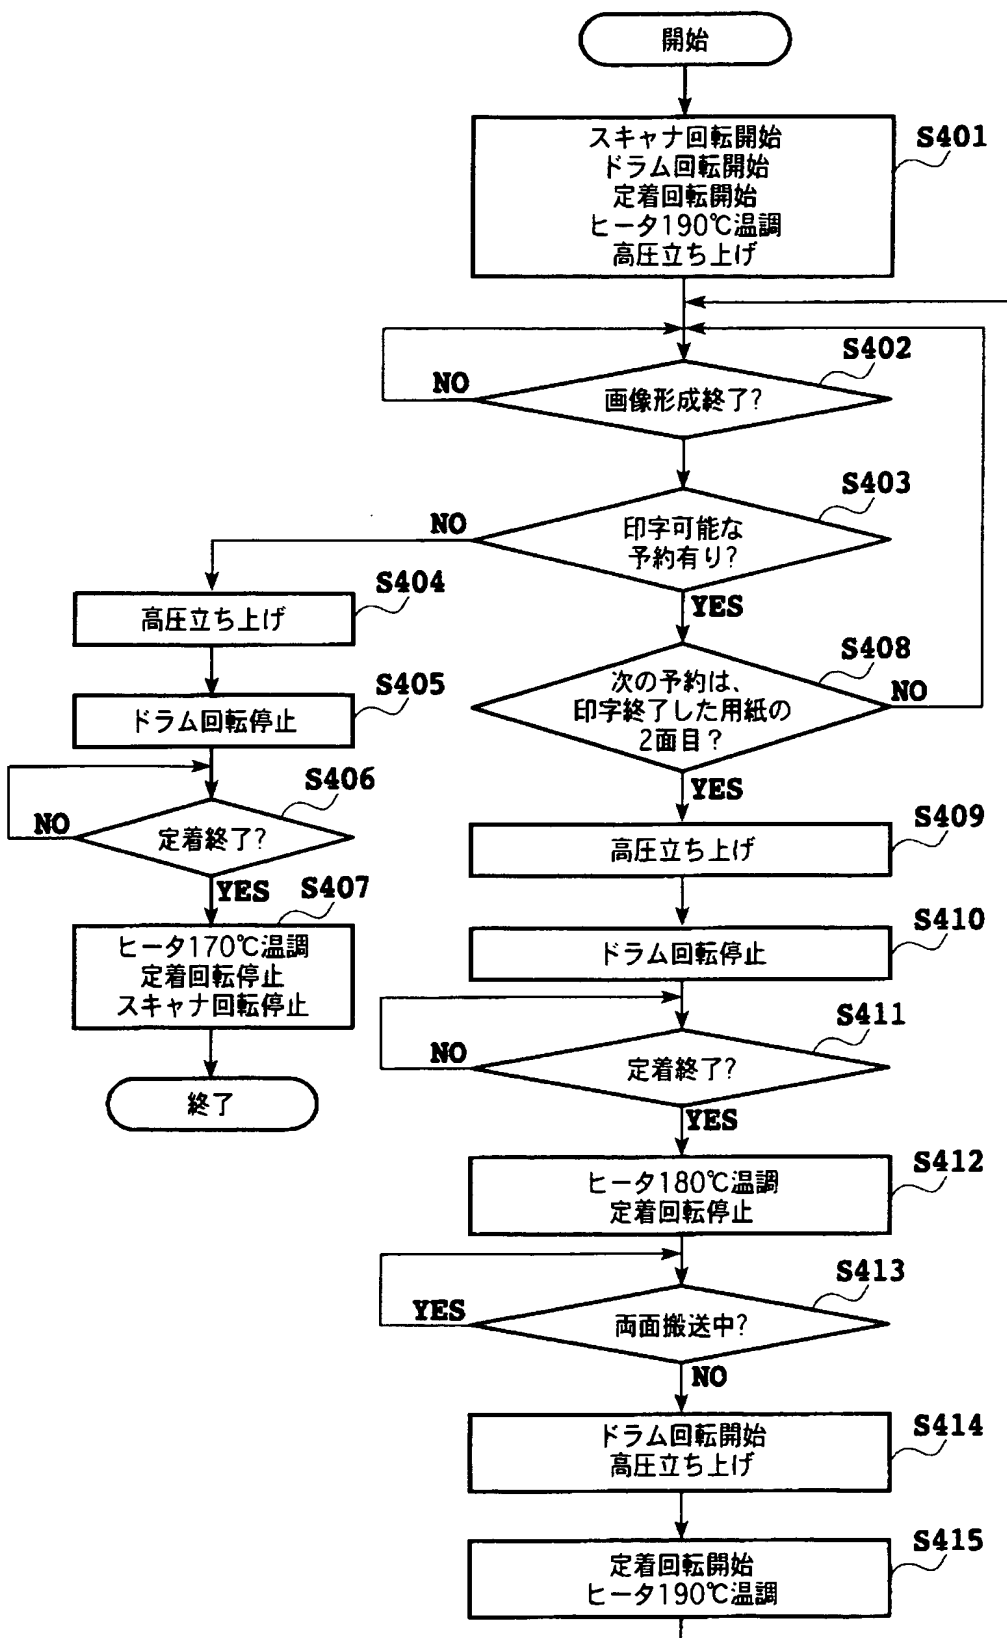 開始
スキャナ回転開始
ドラム回転開始
定着回転開始
ヒータ190℃温調
高圧立ち上げ
S401
S402
NO
画像形成終了?
S403
NO
印字可能な
予約有り?
YES
S404
高圧立ち上げ
S405
ドラム回転停止
S406
NO
定着終了?
YES
S407
ヒータ170℃温調
定着回転停止
スキャナ回転停止
終了
S408
次の予約は、
印字終了した用紙の
2面目?
NO
YES
S409
高圧立ち上げ
S410
ドラム回転停止
S411
NO
定着終了?
YES
S412
ヒータ180℃温調
定着回転停止
S413
YES
両面搬送中?
NO
S414
ドラム回転開始
高圧立ち上げ
S415
定着回転開始
ヒータ190℃温調